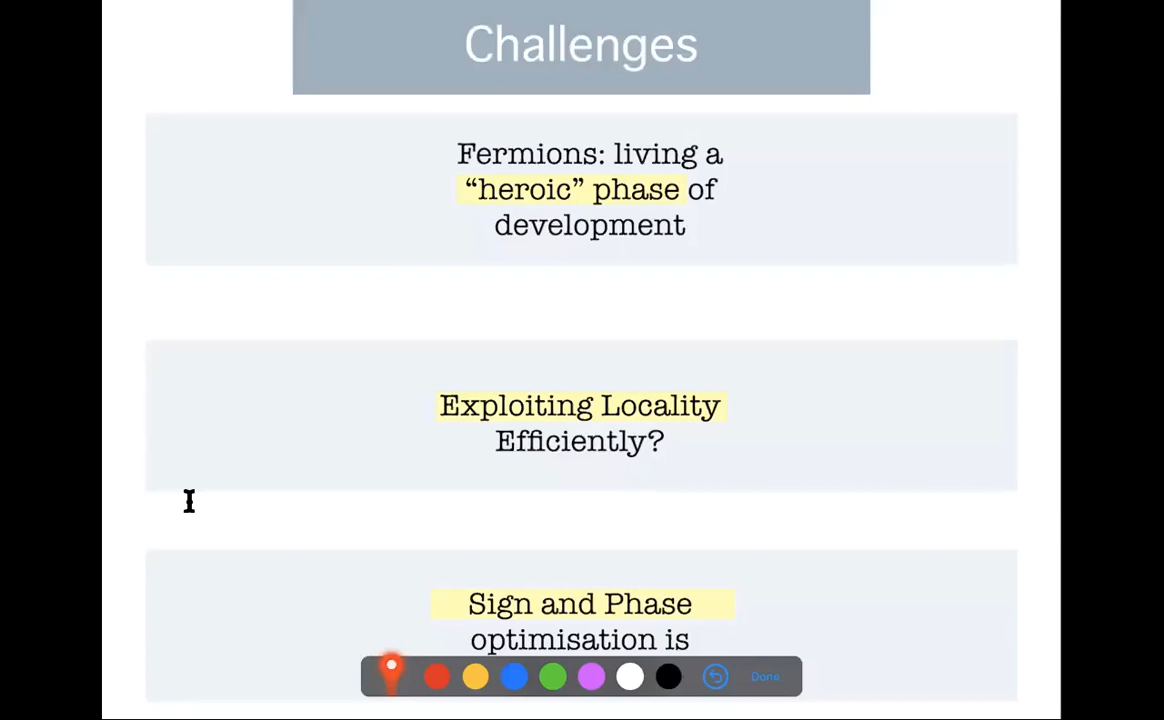 Challenges
Fermions: living a
“heroic” phase of
development
Exploiting Locality
Efficiently?
Sign and Phase
optimisation is
Done